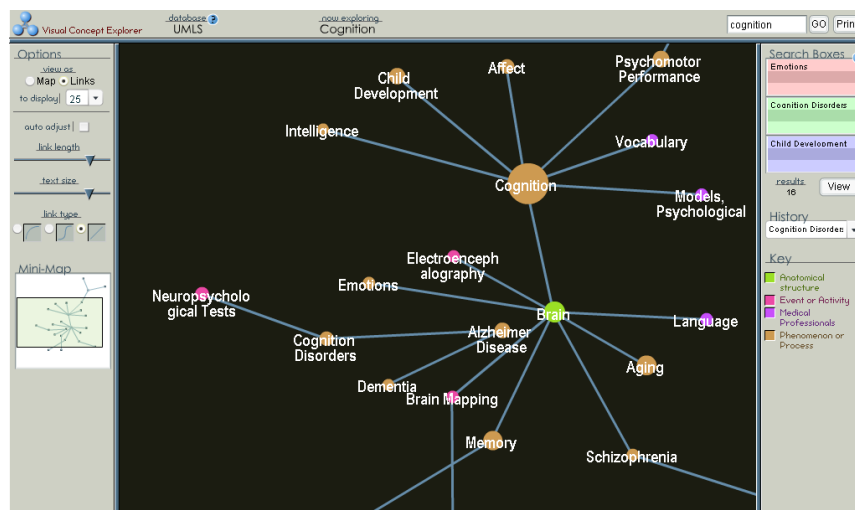 Visual Concept Explorer
database ?
UMLS
now exploring
Cognition
cognition
GO
Prin
Options
view as
Map
Links
to display|
25
auto adjust|
link length
text size
link type
Mini-Map
Child
Development
Affect
Psychomotor
Performance
Intelligence
Vocabulary
Cognition
Models,
Psychological
Electroenceph
alography
Emotions
Neuropsycholo
gical Tests
Brain
Language
Cognition
Disorders
Alzheimer
Disease
Aging
Dementia
Brain Mapping
Memory
Schizophrenia
Search Boxes
Emotions
Cognition Disorders
Child Development
results
16
View
History
Cognition Disorder
Key
Anatomical
structure
Event or Activity
Medical
Professionals
Phenomenon or
Process